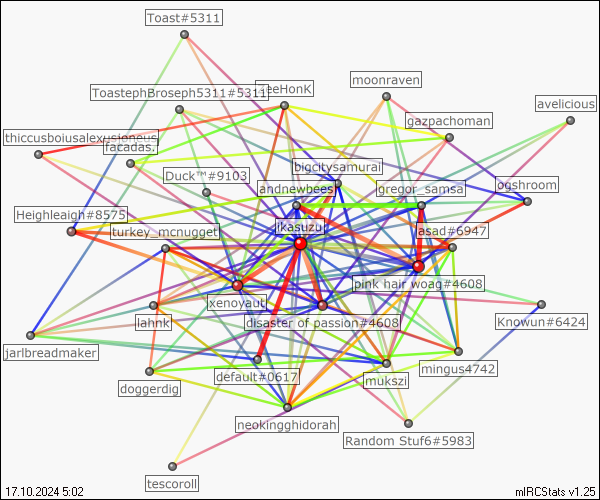 Toast#5311
moonraven
ToastephBroseph5311#5311
eeHonK
avelicious
gazpachoman
thiccusboiusalexusioneus
facadas.
bigcitysamurai
Duck™#9103
andnewbees
gregor_samsa
ogshroom
Heighleaigh#8575
turkey_mcnugget
ikasuzu
asad#6947
xenoyaut
pink hair woag#4608
lahnk
disaster of passion#4608
Knowun#6424
jarlbreadmaker
default#0617
mukszi
mingus4742
doggerdig
neokingghidorah
Random Stuf6#5983
tescoroll
17.10.2024 5:02
mIRCStats v1.25